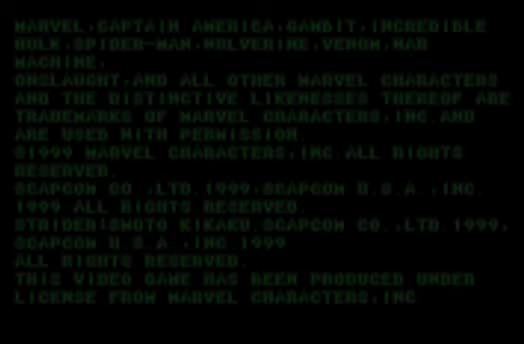 MARVEL,CAPTAIN AMERICA,GAMBIT,INCREDIBLE
HULK,SPIDER-MAN,WOLVERINE,VENOM,WAR
MACHINE,
ONSLAUGHT,AND ALL OTHER MARVEL CHARACTERS
AND THE DISTINCTIVE LIKENESSES THEREOF ARE
TRADEMARKS OF MARVEL CHARACTERS,INC.AND
ARE USED WITH PERMISSION.
©1999 MARVEL CHARACTERS,INC.ALL RIGHTS
RESERVED.
©CAPCOM CO.,LTD.1999,©CAPCOM U.S.A.,INC.
1999 ALL RIGHTS RESERVED.
STRIDER:©MOTO KIKAKU.©CAPCOM CO.,LTD.1999,
©CAPCOM U.S.A.,INC 1999
ALL RIGHTS RESERVED.
THIS VIDEO GAME HAS BEEN PRODUCED UNDER
LICENSE FROM MARVEL CHARACTERS,INC